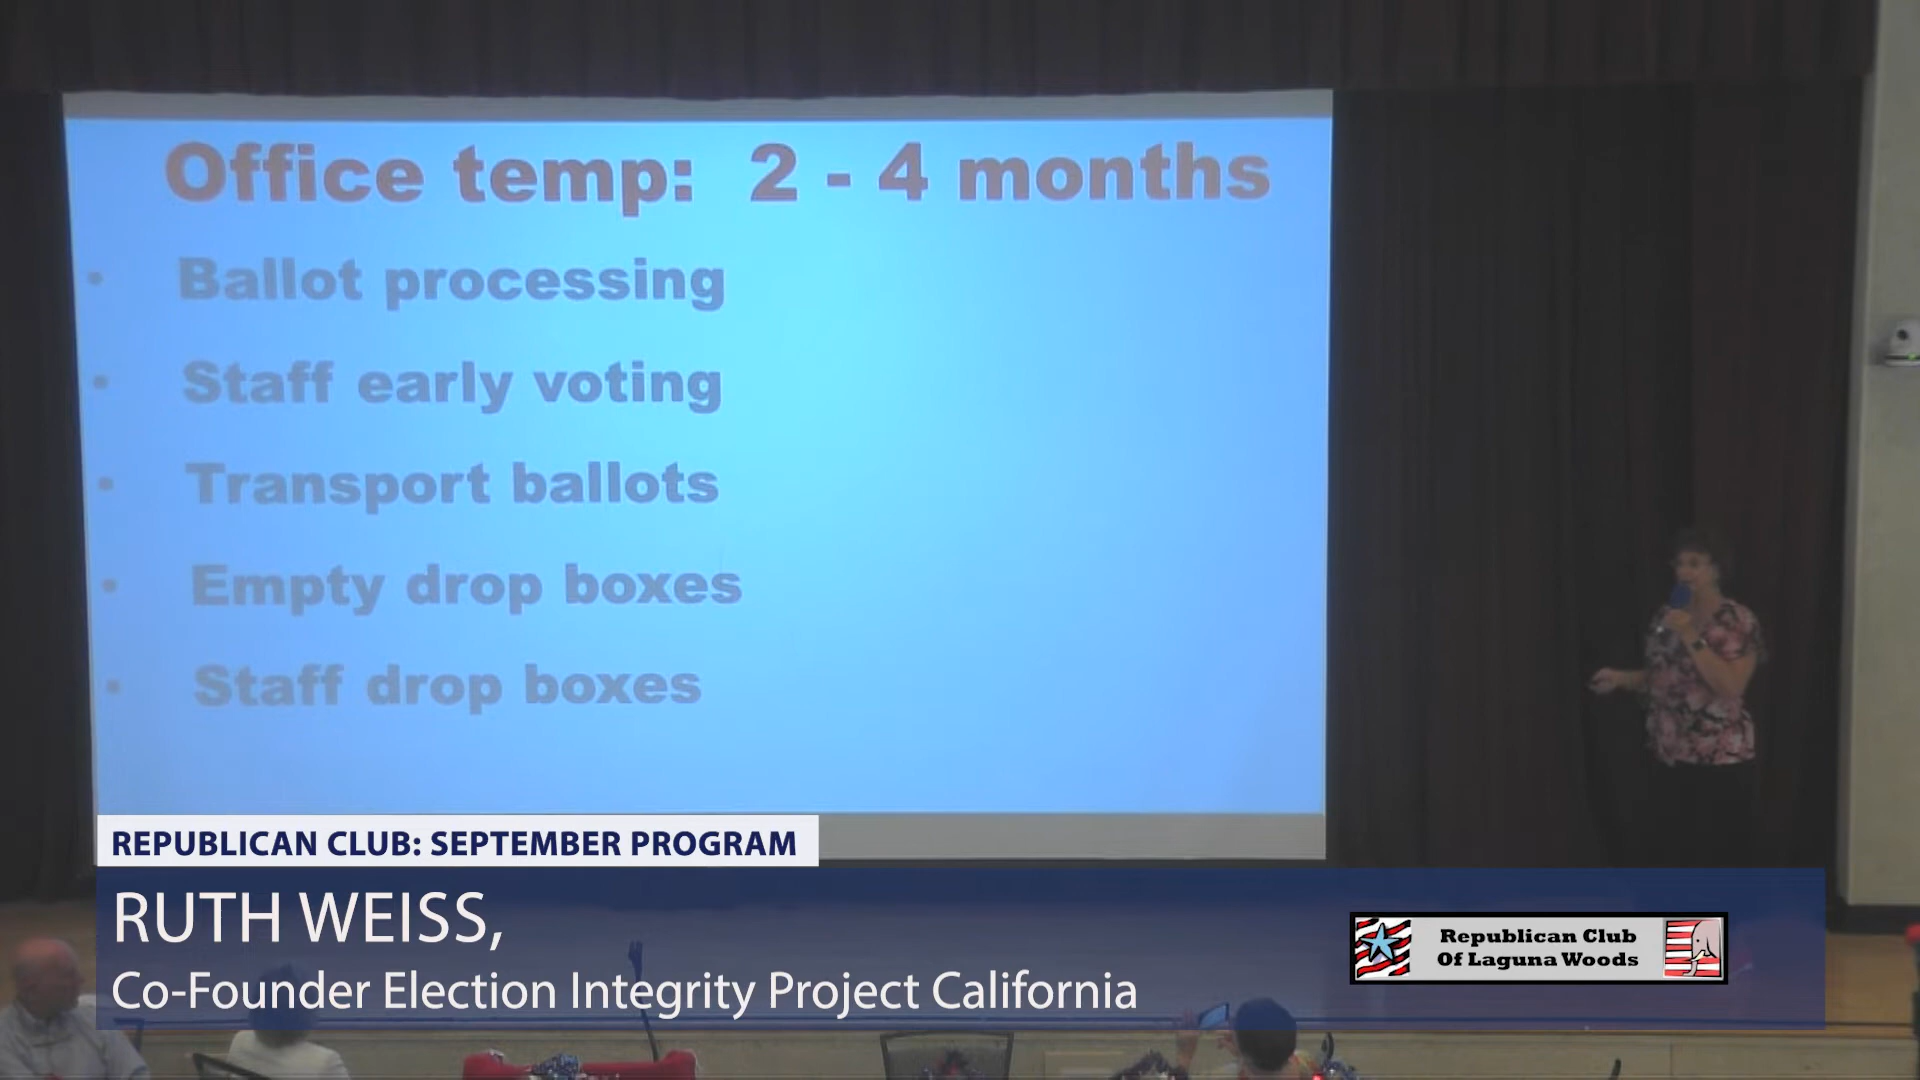 Office temp: 2 - 4 months
• Ballot processing
• Staff early voting
• Transport ballots
• Empty drop boxes
• Staff drop boxes
REPUBLICAN CLUB: SEPTEMBER PROGRAM
RUTH WEISS,
Co-Founder Election Integrity Project California
Republican Club
Of Laguna Woods